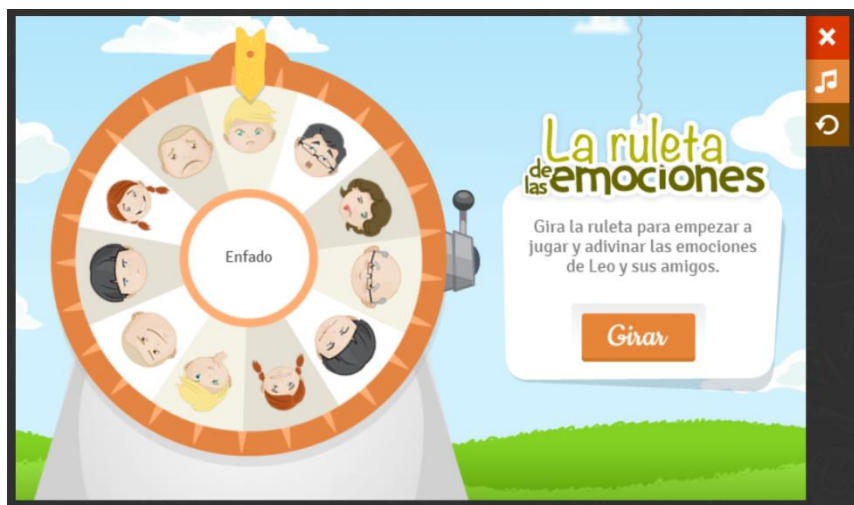 Enfado
La ruleta
de las emociones
Gira la ruleta para empezar a
jugar y adivinar las emociones
de Leo y sus amigos.
Girar